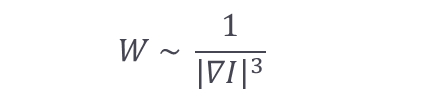 W ~ 1 / |∇I|³